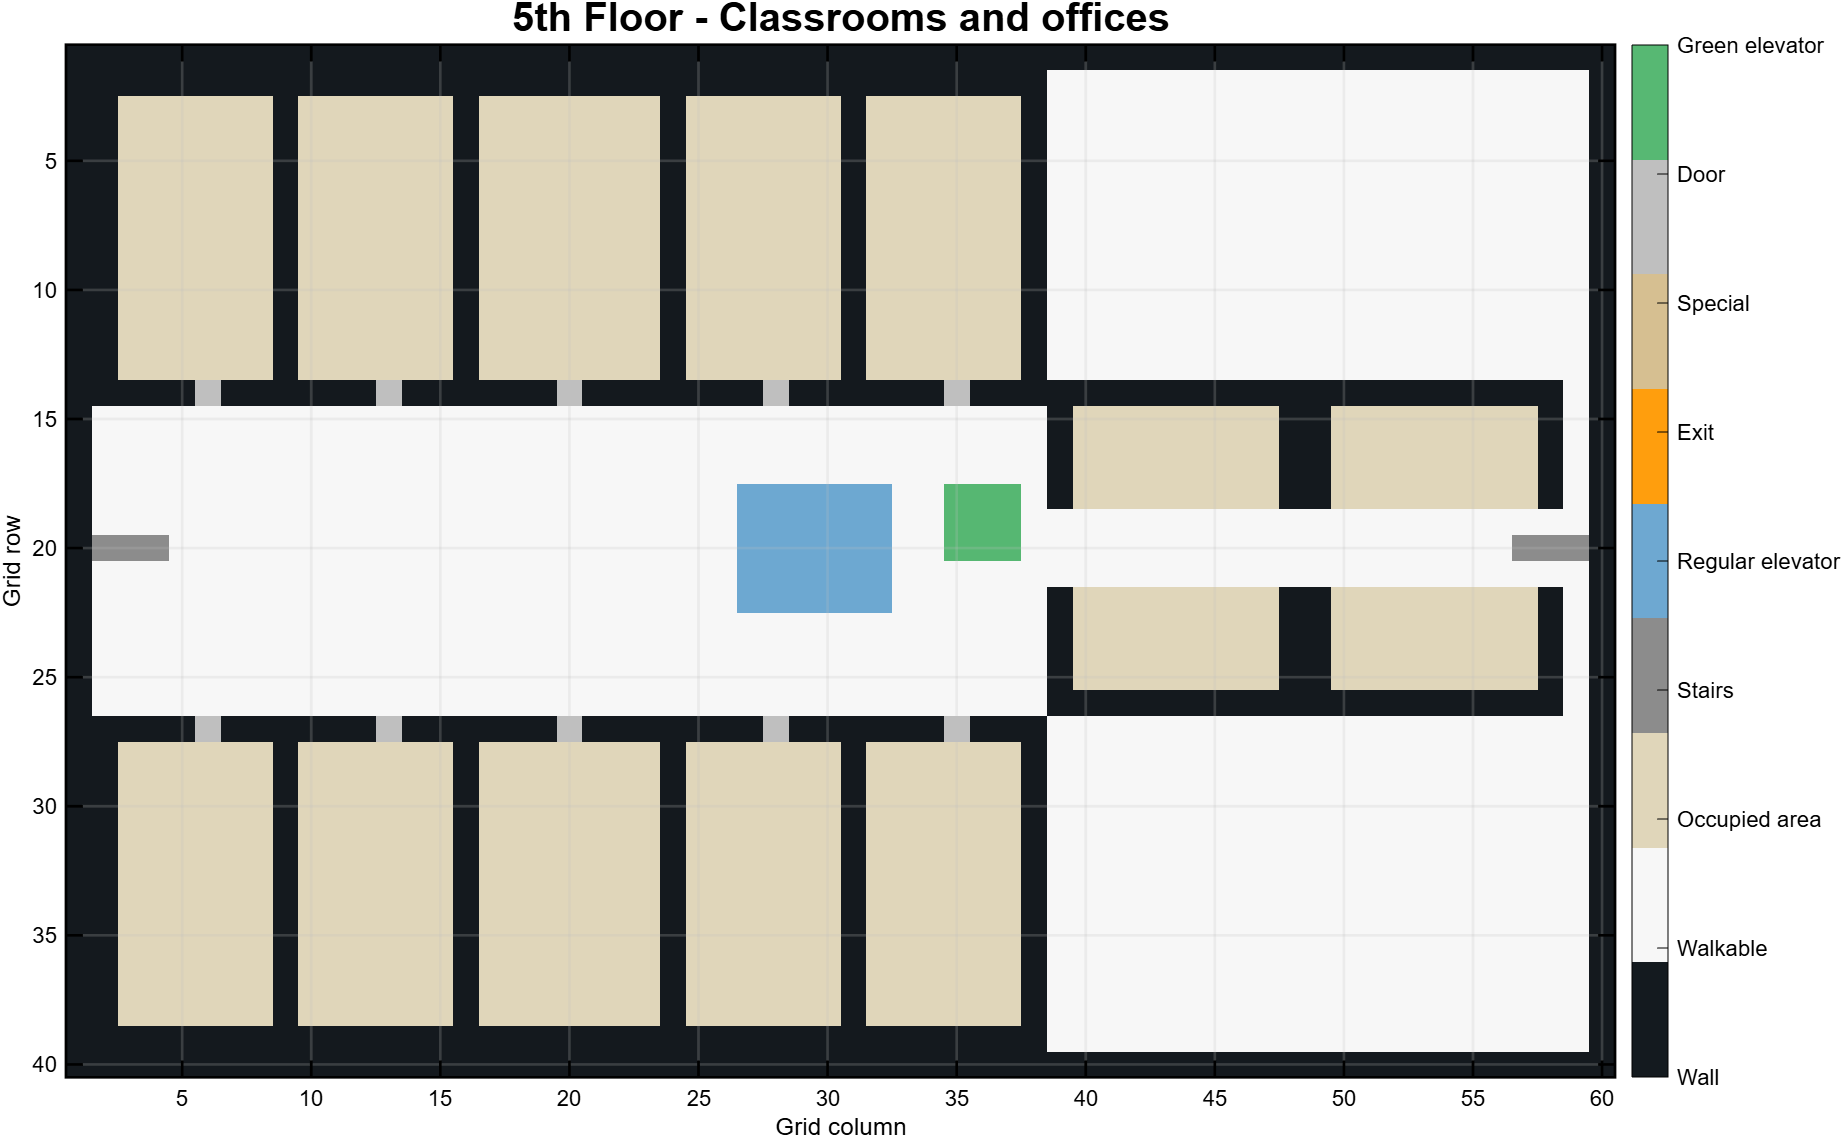 5th Floor - Classrooms and offices
Green elevator
Door
Special
Exit
Regular elevator
Stairs
Occupied area
Walkable
Wall
Grid row
5
10
15
20
25
30
35
40
5 10 15 20 25 30 35 40 45 50 55 60
Grid column